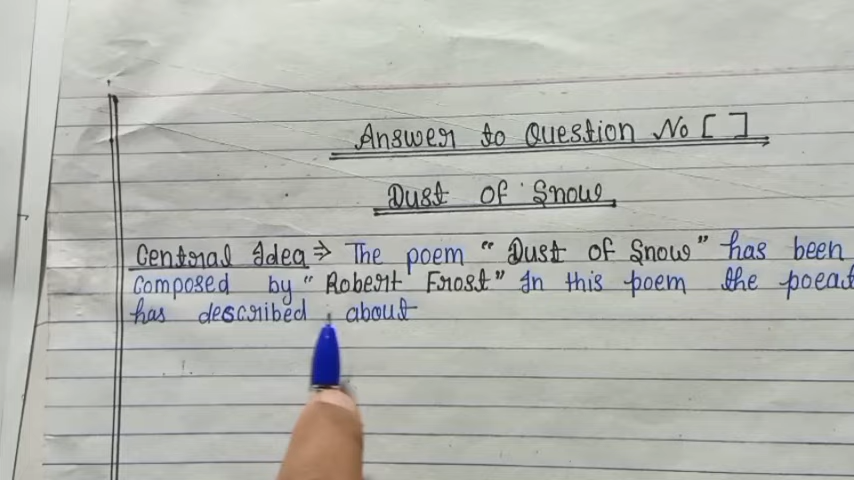 Answer to Question No [ ]
Dust of Snow
Central Idea ⇒ The poem “Dust of Snow” has been
composed by “Robert Frost” In this poem the poeat
has described about